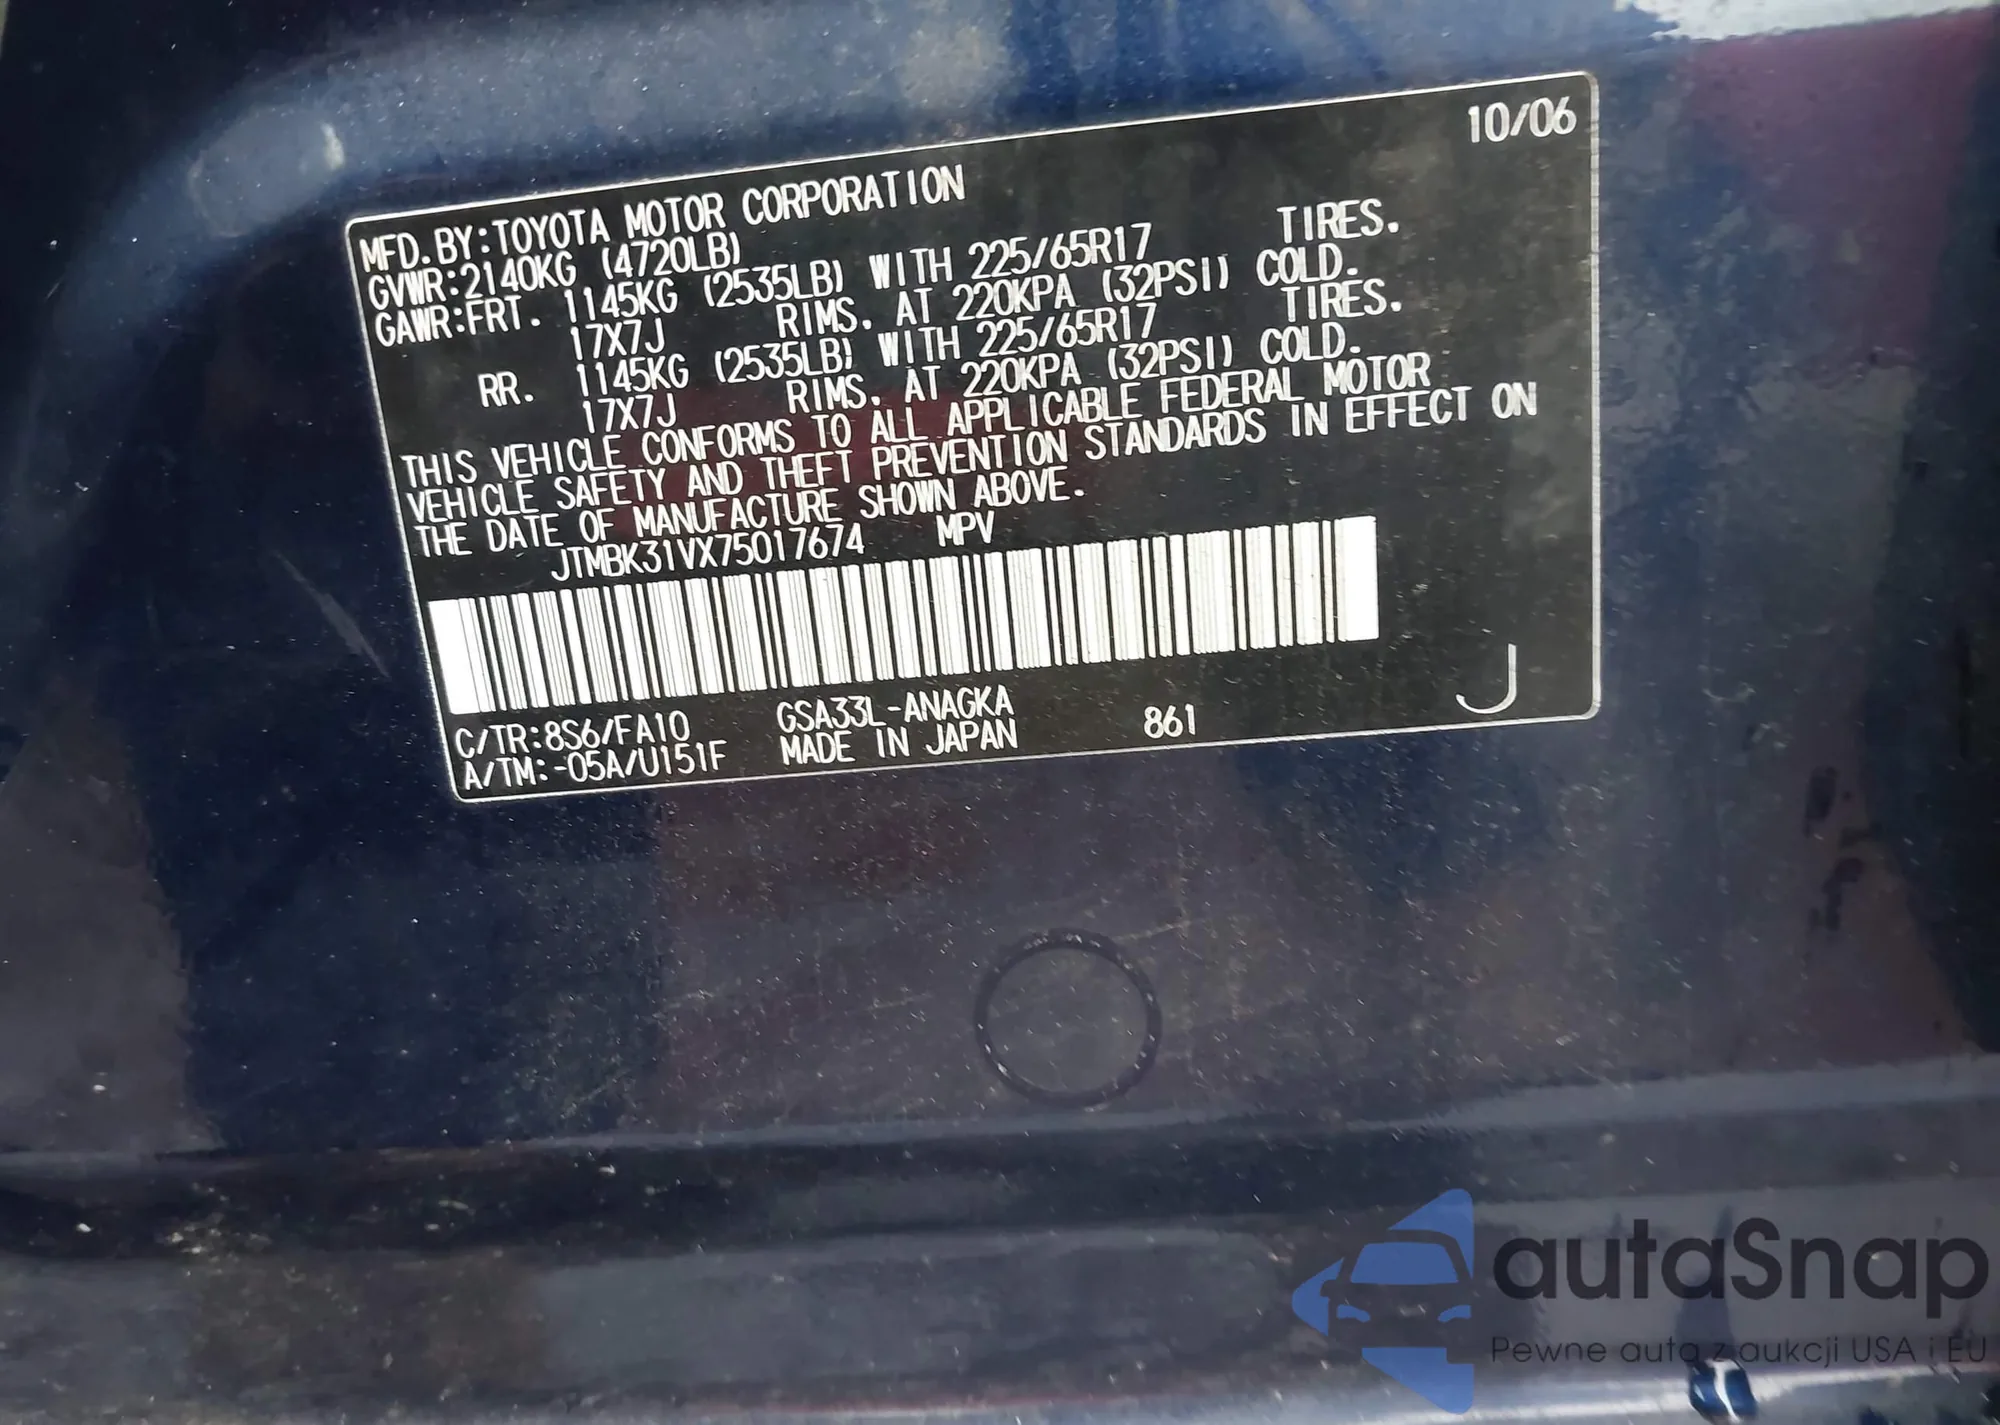 10/06
MFD.BY:TOYOTA MOTOR CORPORATION
GVWR:2140KG (4720LB)
GAWR:FRT. 1145KG (2535LB) WITH 225/65R17 TIRES.
17X7J RIMS. AT 220KPA (32PSI) COLD.
RR. 1145KG (2535LB) WITH 225/65R17 TIRES.
17X7J RIMS. AT 220KPA (32PSI) COLD.
THIS VEHICLE CONFORMS TO ALL APPLICABLE FEDERAL MOTOR
VEHICLE SAFETY AND THEFT PREVENTION STANDARDS IN EFFECT ON
THE DATE OF MANUFACTURE SHOWN ABOVE.
JTMBK31VX75017674 MPV
C/TR:8S6/FA10 GSA33L-ANAGKA
A/TM:-05A/U151F MADE IN JAPAN 861 J
autaSnap
Pewne auta z aukcji USA i EU